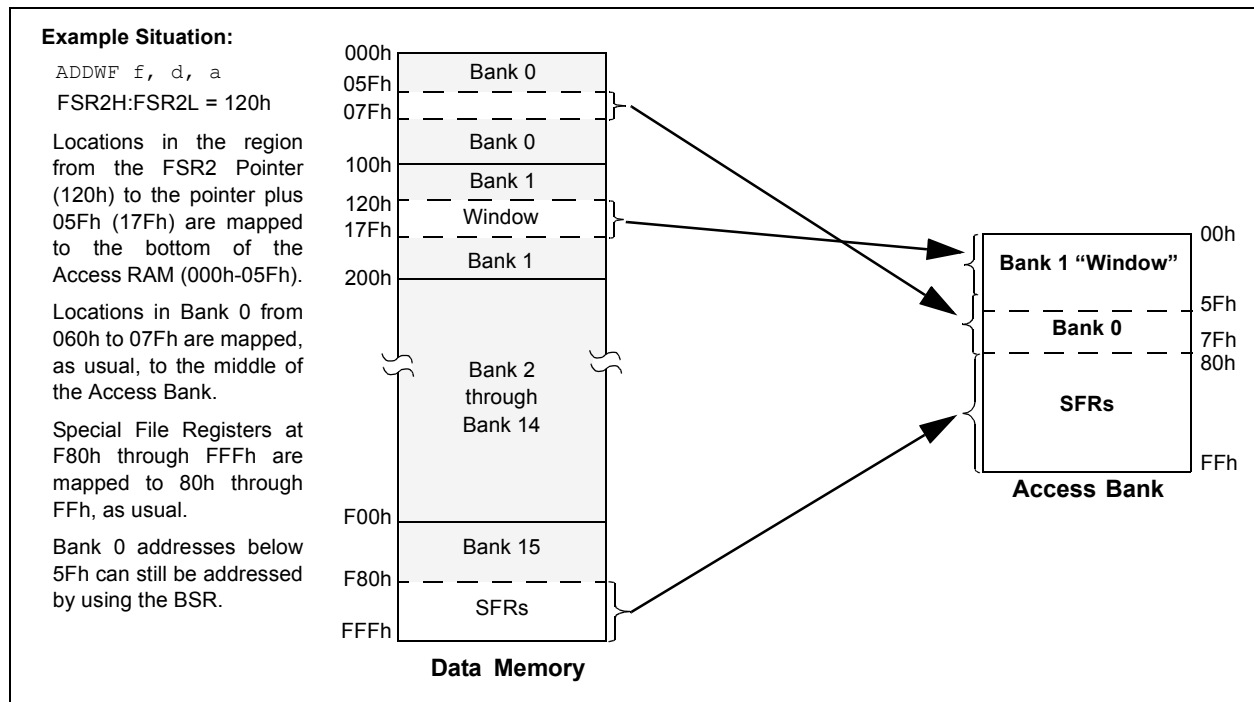 Example Situation:
ADDWF f, d, a
FSR2H:FSR2L = 120h
Locations in the region
from the FSR2 Pointer
(120h) to the pointer plus
05Fh (17Fh) are mapped
to the bottom of the
Access RAM (000h-05Fh).
Locations in Bank 0 from
060h to 07Fh are mapped,
as usual, to the middle of
the Access Bank.
Special File Registers at
F80h through FFFh are
mapped to 80h through
FFh, as usual.
Bank 0 addresses below
5Fh can still be addressed
by using the BSR.
000h
Bank 0
05Fh
07Fh
Bank 0
100h
Bank 1
120h
Window
17Fh
Bank 1
200h
Bank 2
through
Bank 14
F00h
Bank 15
F80h
SFRs
FFFh
Data Memory
00h
Bank 1 “Window”
5Fh
Bank 0
7Fh
80h
SFRs
FFh
Access Bank